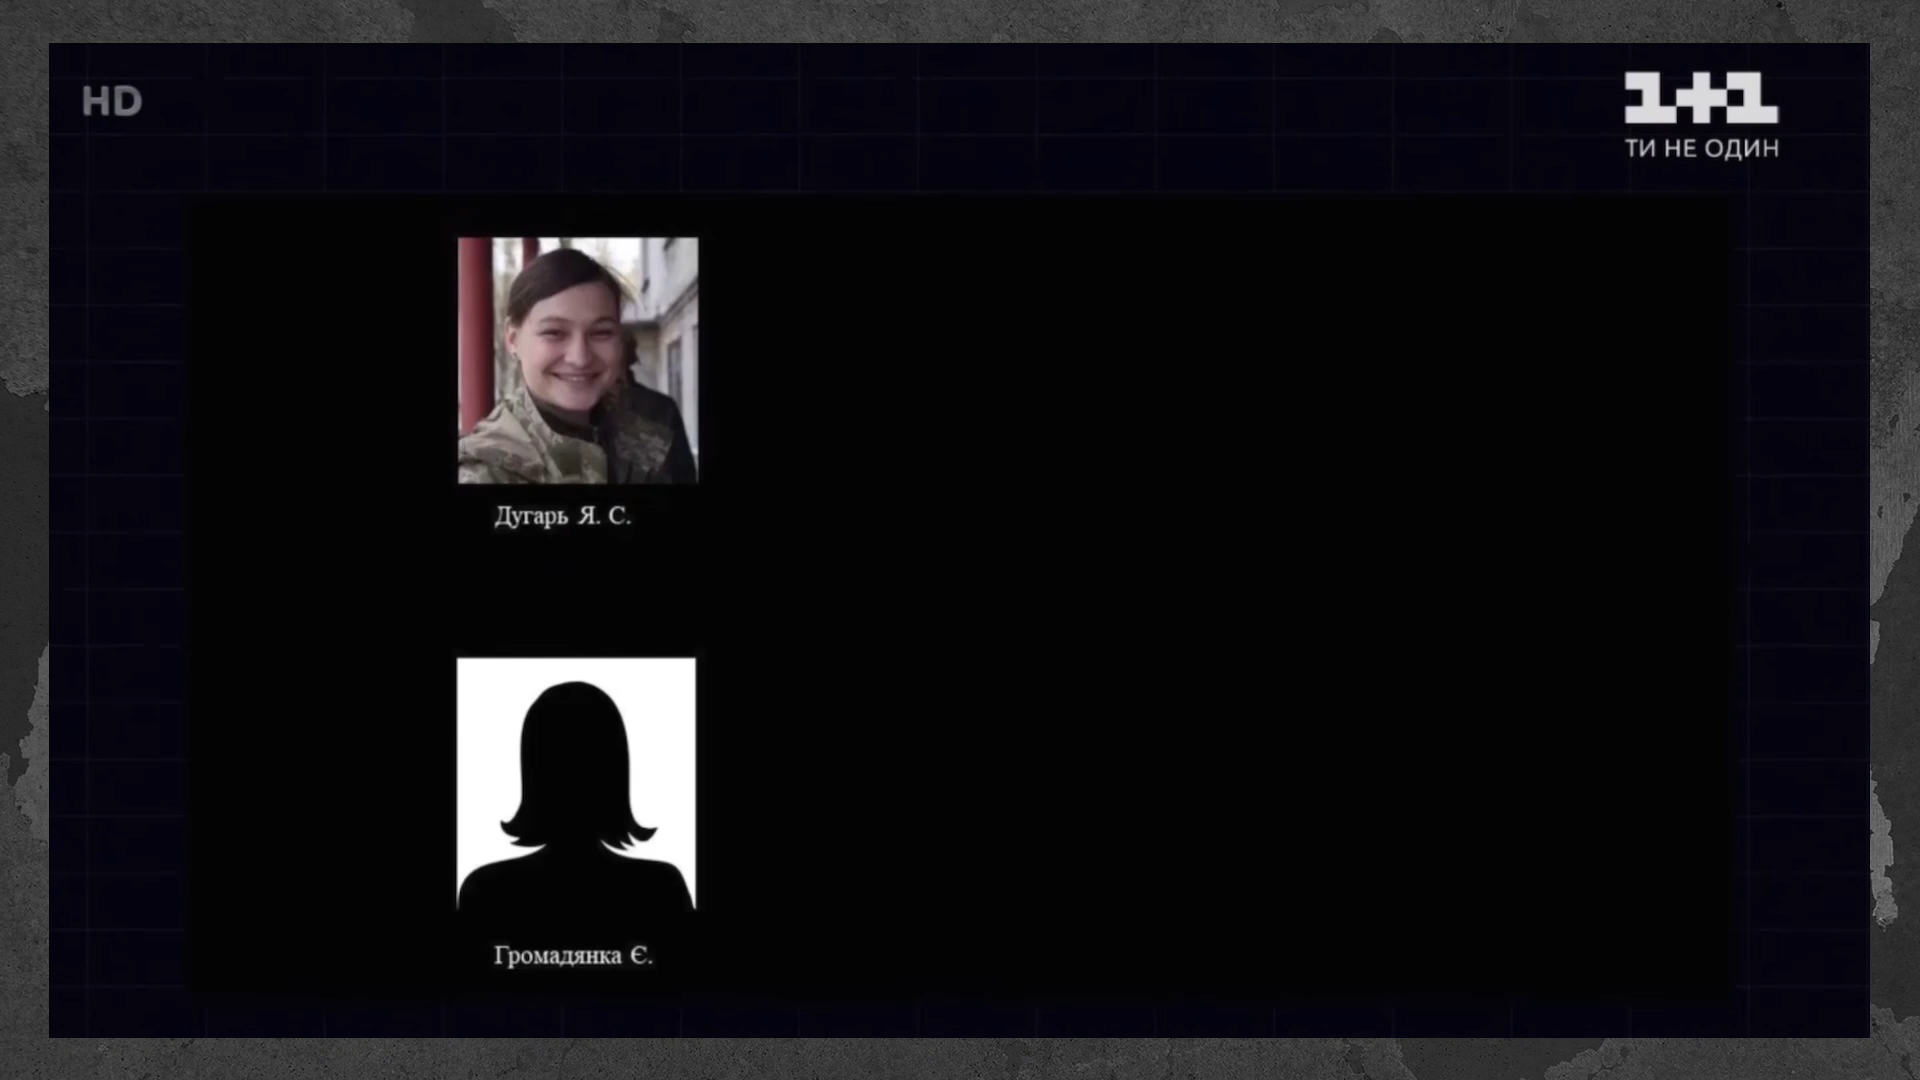 HD
1+1
ТИ НЕ ОДИН
Дугарь Я. С.
Громадянка Є.